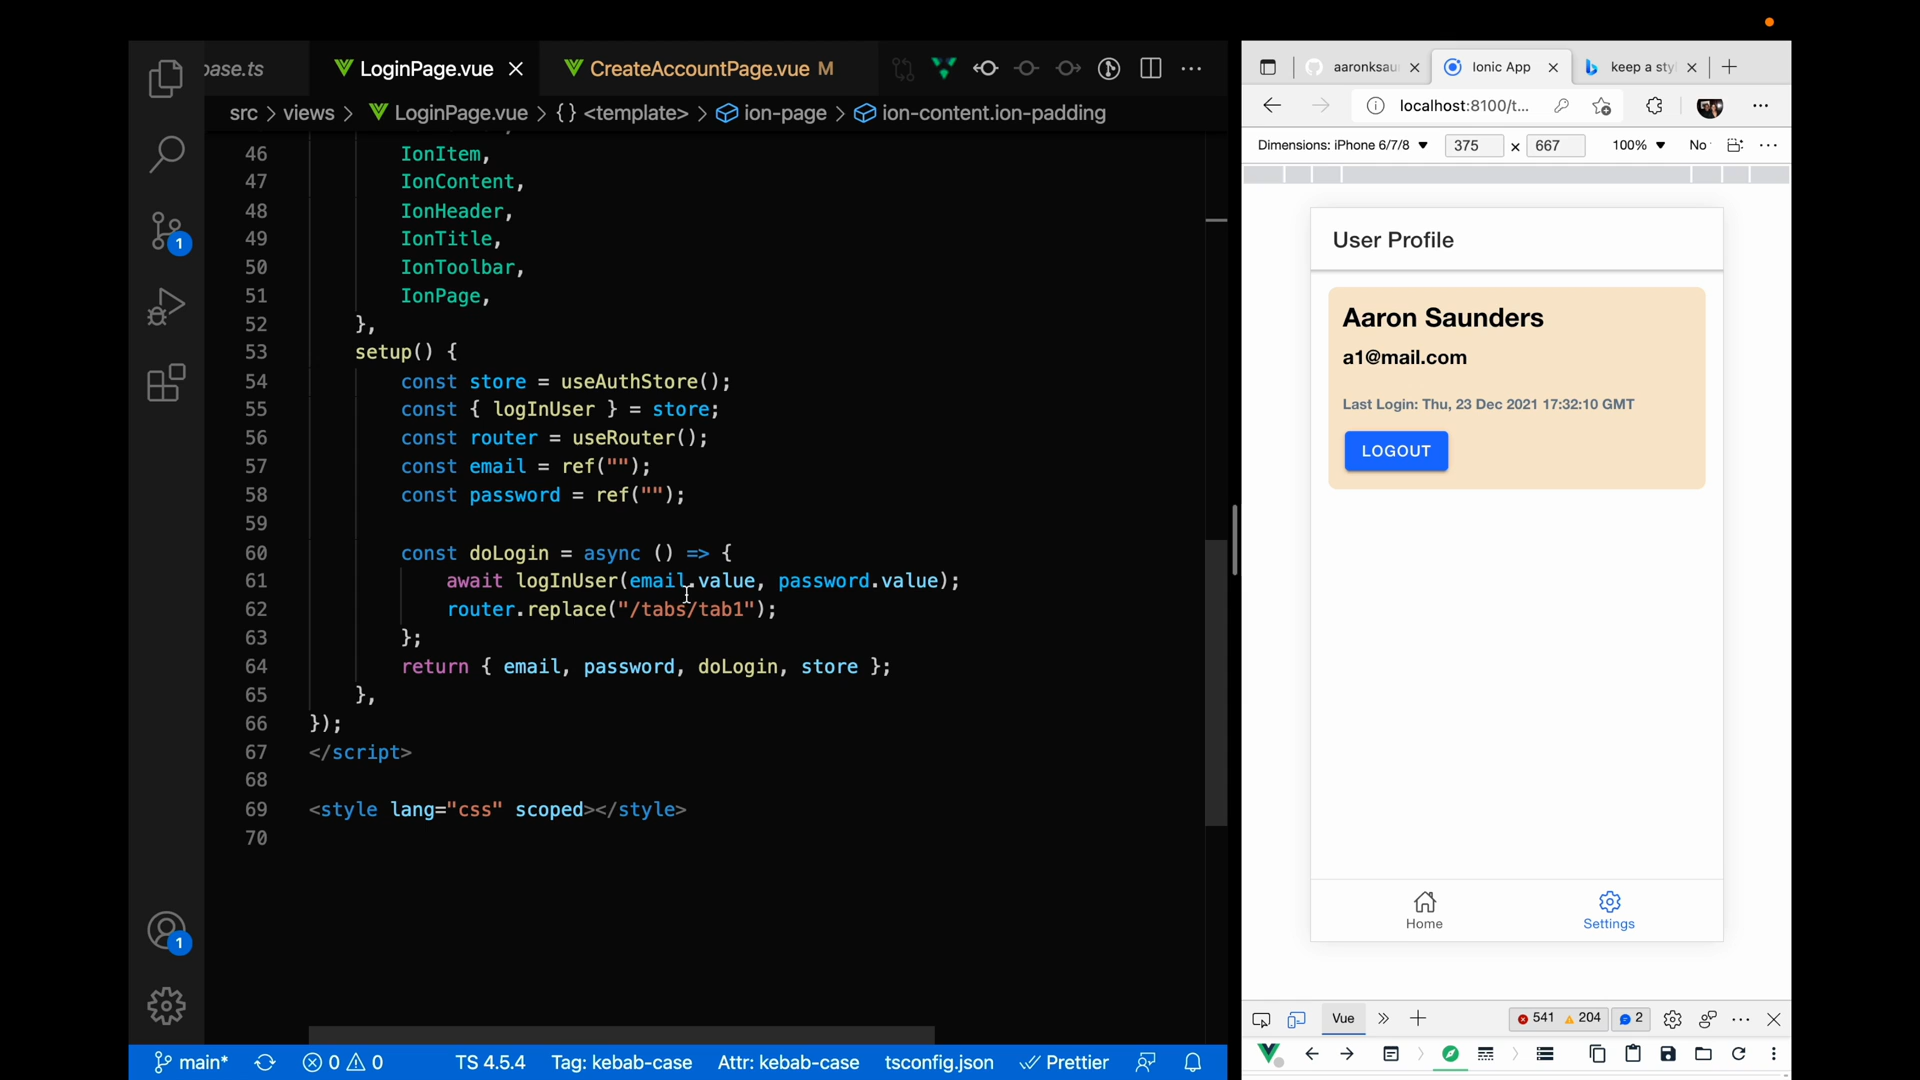 base.ts
LoginPage.vue
CreateAccountPage.vue M
src > views > LoginPage.vue > {} <template> > ion-page > ion-content.ion-padding
46 IonItem,
47 IonContent,
48 IonHeader,
49 IonTitle,
50 IonToolbar,
51 IonPage,
52 },
53 setup() {
54 const store = useAuthStore();
55 const { logInUser } = store;
56 const router = useRouter();
57 const email = ref("");
58 const password = ref("");
59
60 const doLogin = async () => {
61 await logInUser(email.value, password.value);
62 router.replace("/tabs/tab1");
63 };
64 return { email, password, doLogin, store };
65 },
66 });
67 </script>
68
69 <style lang="css" scoped></style>
70
1
1
main* 0 0 TS 4.5.4 Tag: kebab-case Attr: kebab-case tsconfig.json Prettier
aaronksau
Ionic App
keep a sty
localhost:8100/t...
Dimensions: iPhone 6/7/8 375 x 667 100% No
User Profile
Aaron Saunders
a1@mail.com
Last Login: Thu, 23 Dec 2021 17:32:10 GMT
LOGOUT
Home
Settings
Vue 541 204 2